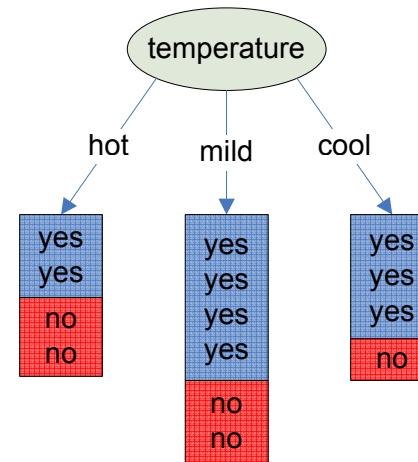 temperature
hot
mild
cool
yes
yes
no
no
yes
yes
yes
yes
no
no
yes
yes
yes
no